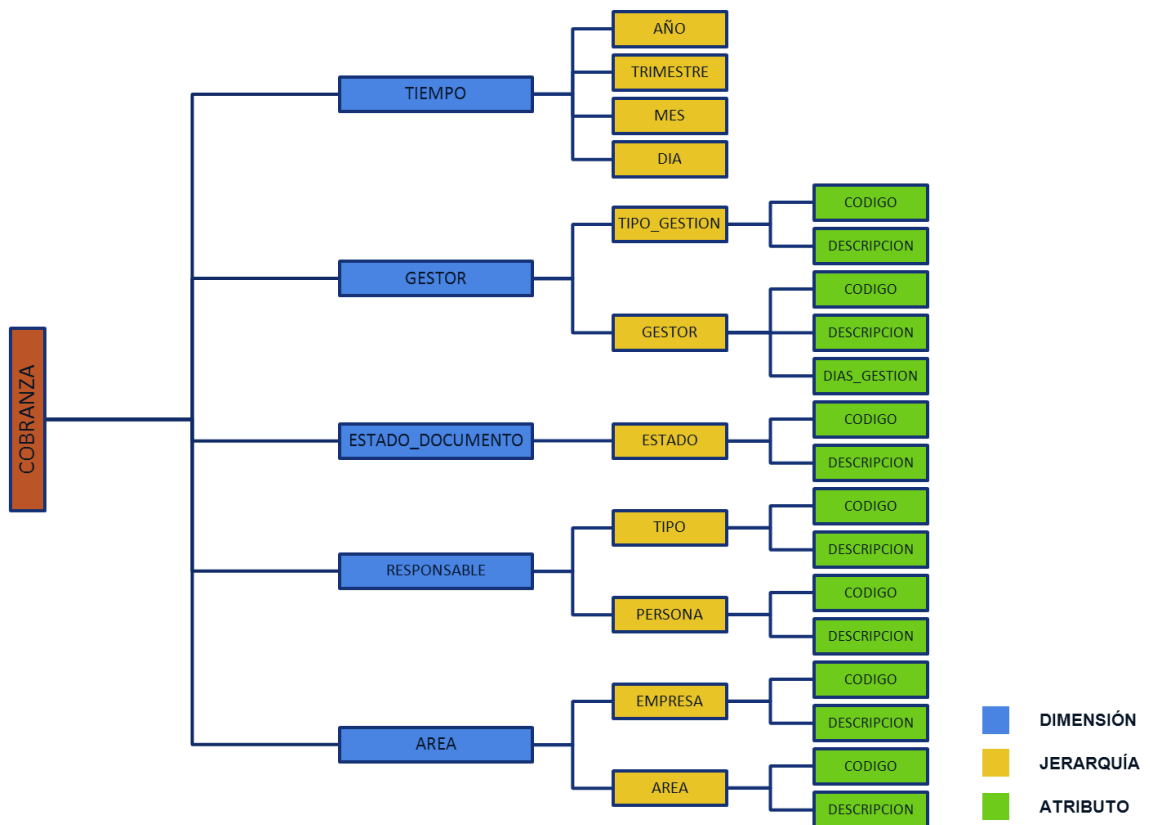 COBRANZA
TIEMPO
AÑO
TRIMESTRE
MES
DIA
GESTOR
TIPO_GESTION
CODIGO
DESCRIPCION
GESTOR
CODIGO
DESCRIPCION
DIAS_GESTION
ESTADO_DOCUMENTO
ESTADO
CODIGO
DESCRIPCION
RESPONSABLE
TIPO
CODIGO
DESCRIPCION
PERSONA
CODIGO
DESCRIPCION
AREA
EMPRESA
CODIGO
DESCRIPCION
AREA
CODIGO
DESCRIPCION
DIMENSIÓN
JERARQUÍA
ATRIBUTO